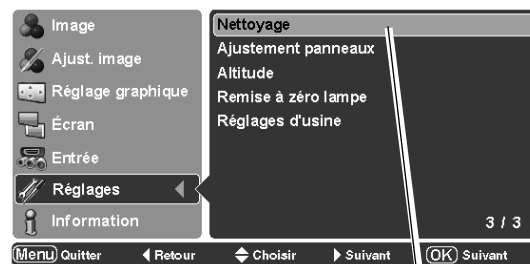 Image
Ajust. image
Réglage graphique
Écran
Entrée
Réglages
Information
Nettoyage
Ajustement panneaux
Altitude
Remise à zéro lampe
Réglages d'usine
3 / 3
Menu Quitter Retour Choisir Suivant OK Suivant